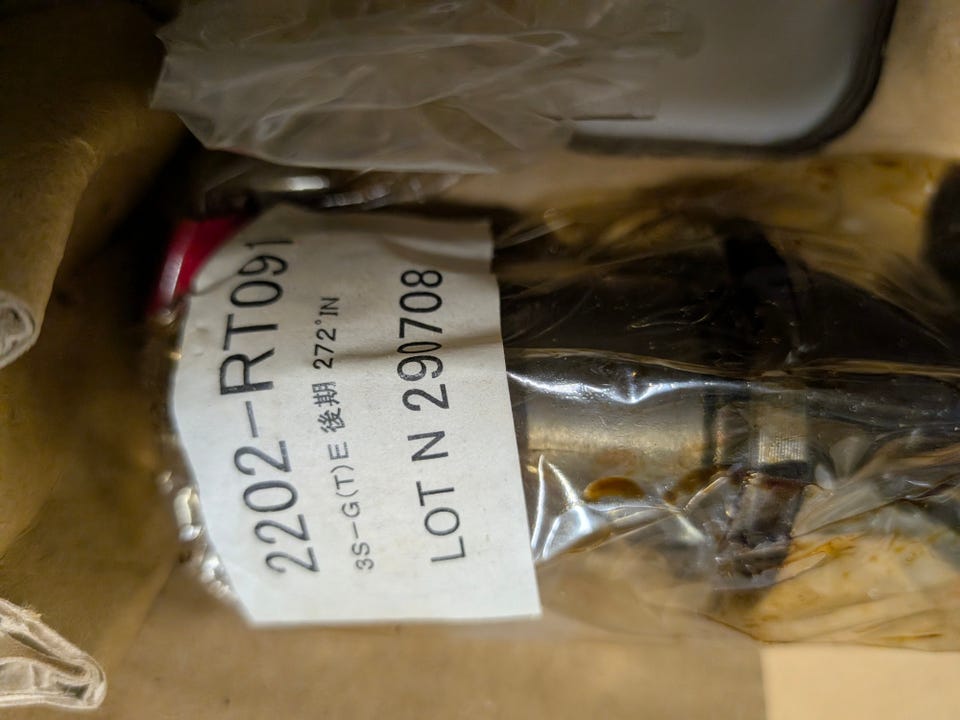 2202-RT091
3S-G(T)E 後期 272°IN
LOT N 290708